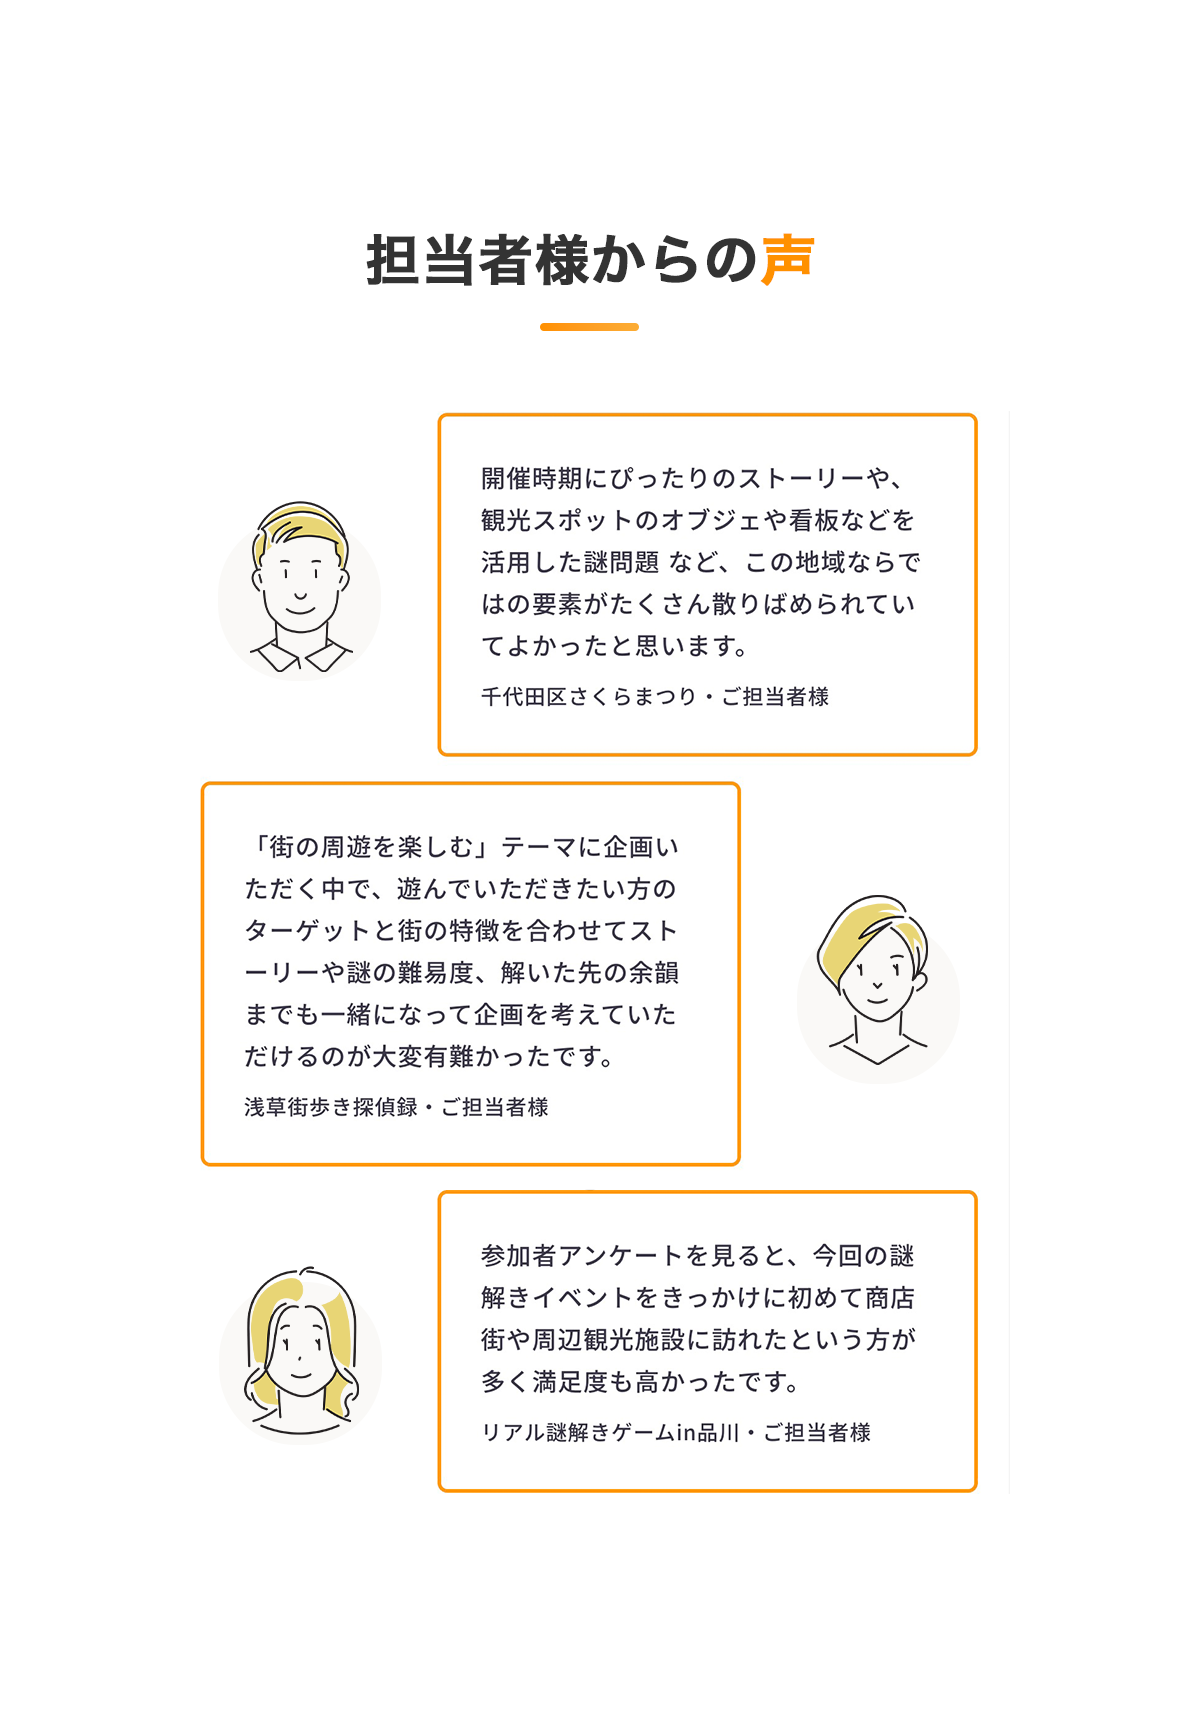 担当者様からの声
開催時期にぴったりのストーリーや、
観光スポットのオブジェや看板などを
活用した謎問題 など、この地域ならで
はの要素がたくさん散りばめられてい
てよかったと思います。
千代田区さくらまつり・ご担当者様
「街の周遊を楽しむ」テーマに企画い
ただく中で、遊んでいただきたい方の
ターゲットと街の特徴を合わせてスト
ーリーや謎の難易度、解いた先の余韻
までも一緒になって企画を考えていた
だけるのが大変有難かったです。
浅草街歩き探偵録・ご担当者様
参加者アンケートを見ると、今回の謎
解きイベントをきっかけに初めて商店
街や周辺観光施設に訪れたという方が
多く満足度も高かったです。
リアル謎解きゲームin品川・ご担当者様